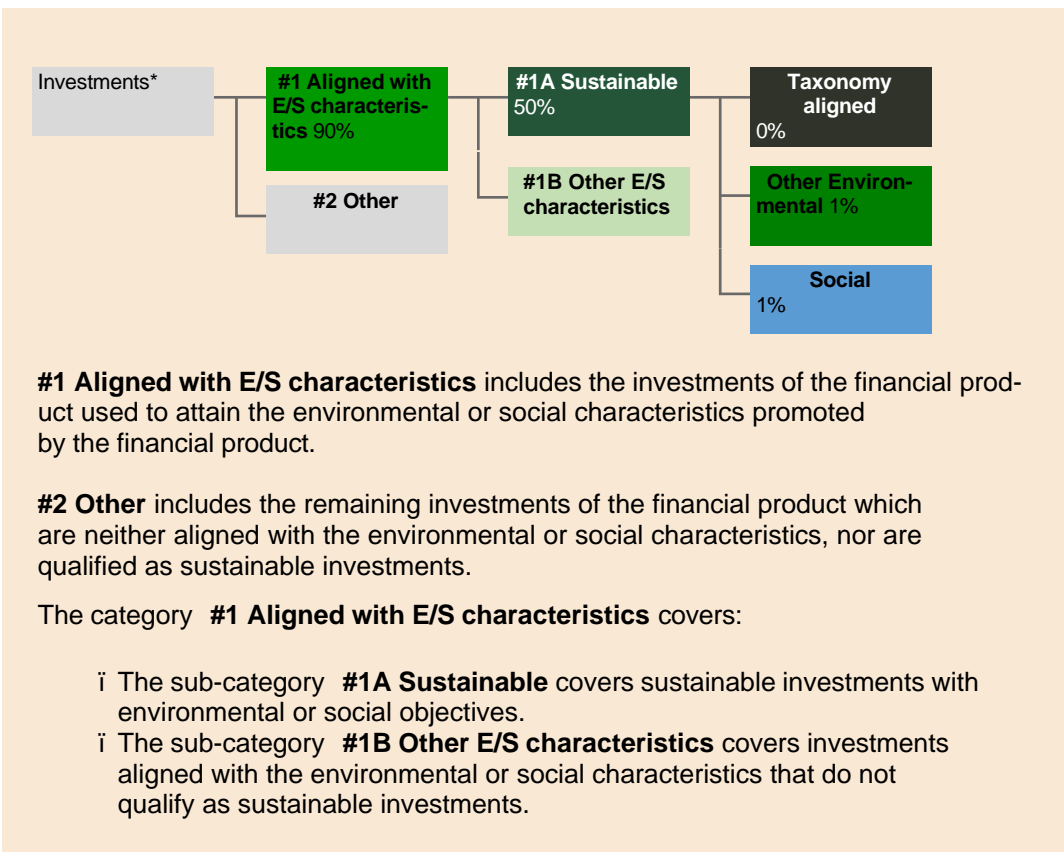 Investments*
#1 Aligned with
E/S characteris-
tics 90%
#2 Other
#1A Sustainable
50%
#1B Other E/S
characteristics
Taxonomy
aligned
0%
Other Environ-
mental 1%
Social
1%
#1 Aligned with E/S characteristics includes the investments of the financial prod-
uct used to attain the environmental or social characteristics promoted
by the financial product.
#2 Other includes the remaining investments of the financial product which
are neither aligned with the environmental or social characteristics, nor are
qualified as sustainable investments.
The category #1 Aligned with E/S characteristics covers:
ï The sub-category #1A Sustainable covers sustainable investments with
environmental or social objectives.
ï The sub-category #1B Other E/S characteristics covers investments
aligned with the environmental or social characteristics that do not
qualify as sustainable investments.